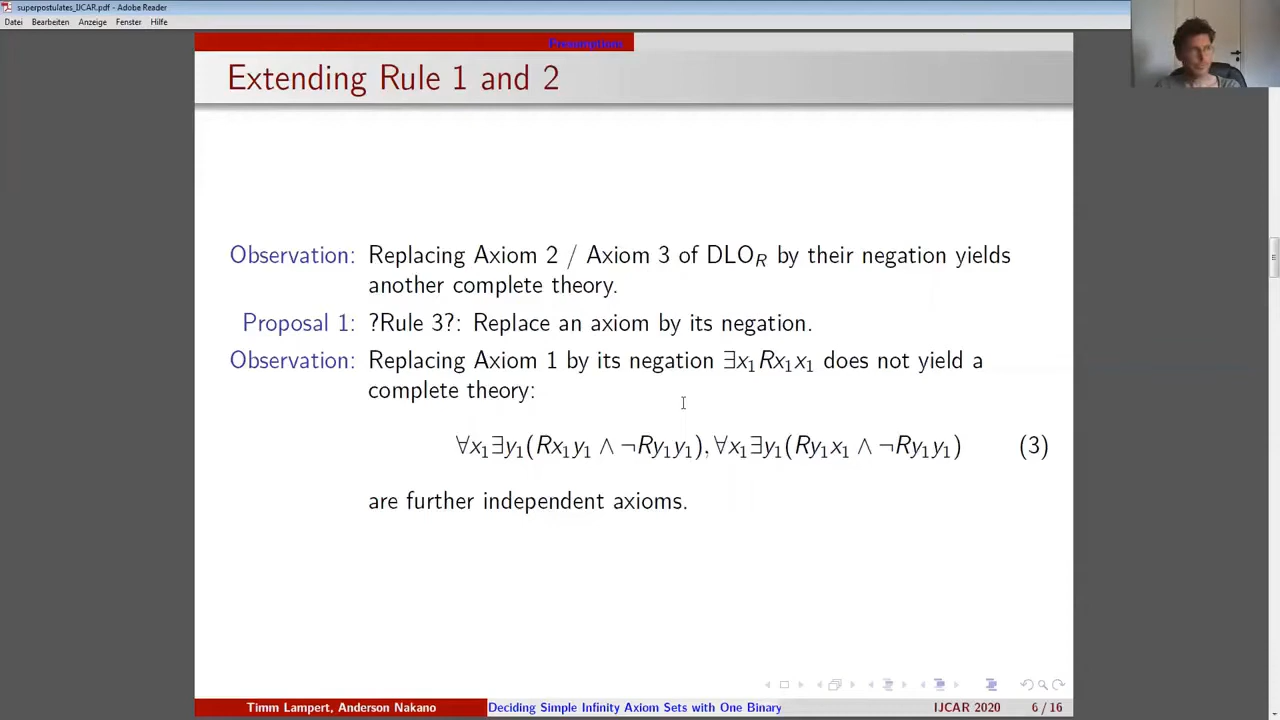 superpostulates_IJCAR.pdf - Adobe Reader
Datei Bearbeiten Anzeige Fenster Hilfe
Presumptions
Extending Rule 1 and 2
Observation: Replacing Axiom 2 / Axiom 3 of DLO_R by their negation yields
another complete theory.
Proposal 1: ?Rule 3?: Replace an axiom by its negation.
Observation: Replacing Axiom 1 by its negation ∃x₁Rx₁x₁ does not yield a
complete theory:
∀x₁∃y₁(Rx₁y₁ ∧ ¬Ry₁y₁), ∀x₁∃y₁(Ry₁x₁ ∧ ¬Ry₁y₁) (3)
are further independent axioms.
Timm Lampert, Anderson Nakano Deciding Simple Infinity Axiom Sets with One Binary IJCAR 2020 6 / 16